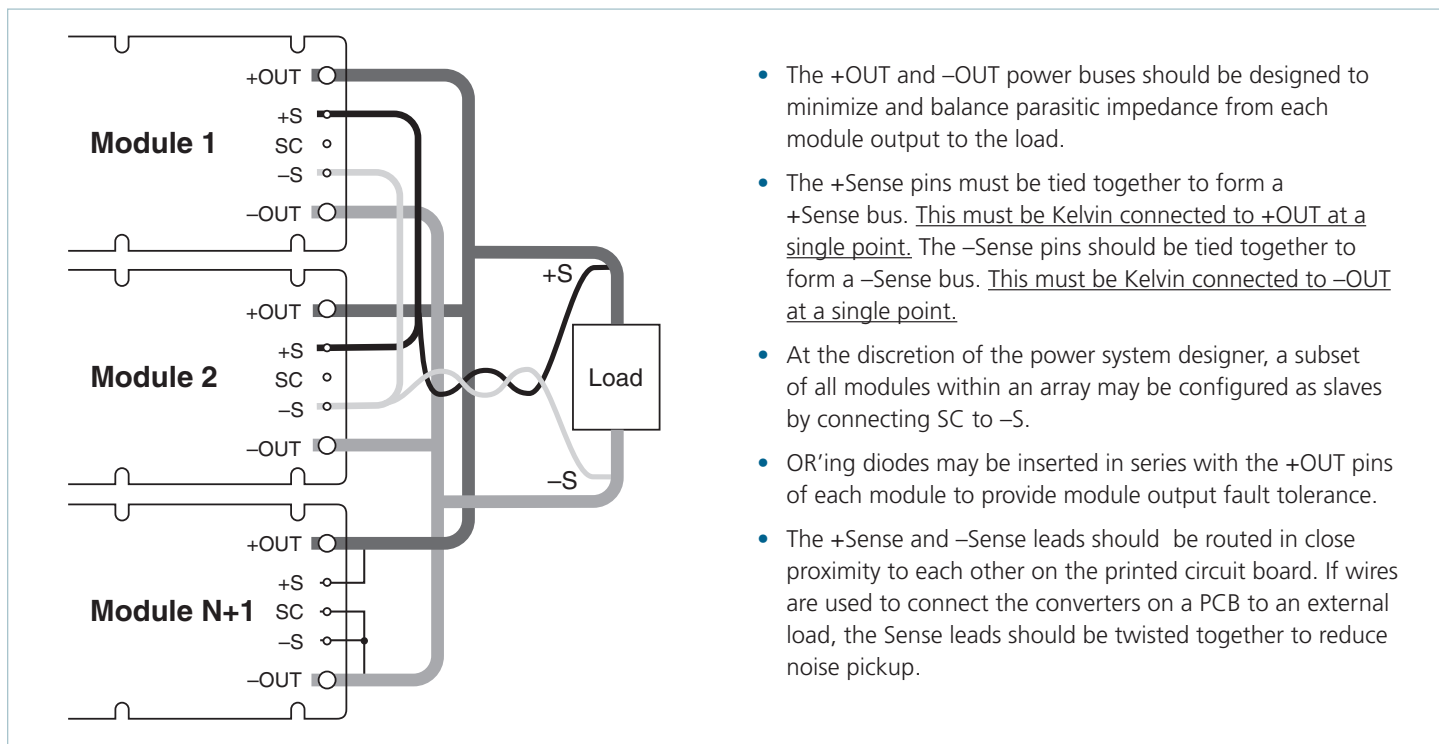 +OUT
+S
Module 1
SC
–S
–OUT
+OUT
+S
Module 2
SC
–S
–OUT
+OUT
+S
Module N+1
SC
–S
–OUT
+S
Load
–S
• The +OUT and –OUT power buses should be designed to
minimize and balance parasitic impedance from each
module output to the load.
• The +Sense pins must be tied together to form a
+Sense bus. This must be Kelvin connected to +OUT at a
single point. The –Sense pins should be tied together to
form a –Sense bus. This must be Kelvin connected to –OUT
at a single point.
• At the discretion of the power system designer, a subset
of all modules within an array may be configured as slaves
by connecting SC to –S.
• OR’ing diodes may be inserted in series with the +OUT pins
of each module to provide module output fault tolerance.
• The +Sense and –Sense leads should be routed in close
proximity to each other on the printed circuit board. If wires
are used to connect the converters on a PCB to an external
load, the Sense leads should be twisted together to reduce
noise pickup.